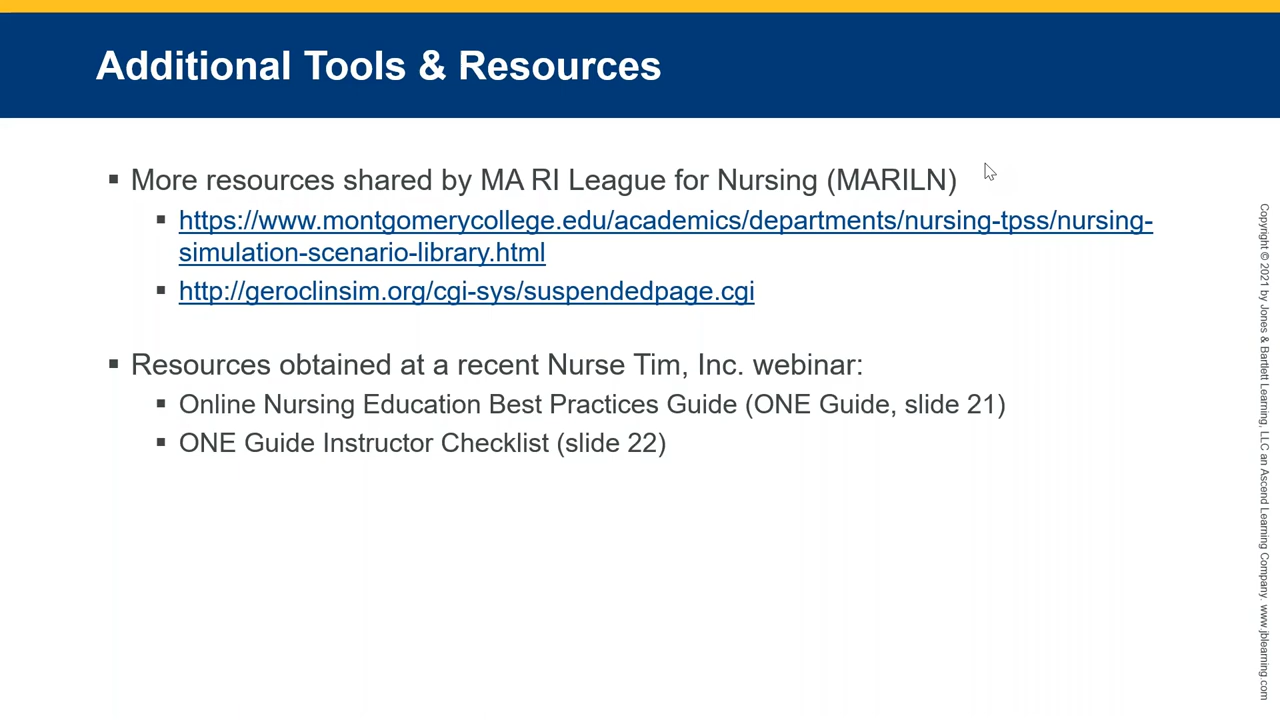 Additional Tools & Resources
▪ More resources shared by MA RI League for Nursing (MARILN)
▪ https://www.montgomerycollege.edu/academics/departments/nursing-tpss/nursing-
simulation-scenario-library.html
▪ http://geroclinsim.org/cgi-sys/suspendedpage.cgi
▪ Resources obtained at a recent Nurse Tim, Inc. webinar:
▪ Online Nursing Education Best Practices Guide (ONE Guide, slide 21)
▪ ONE Guide Instructor Checklist (slide 22)
Copyright © 2021 by Jones & Bartlett Learning, LLC an Ascend Learning Company. www.jblearning.com